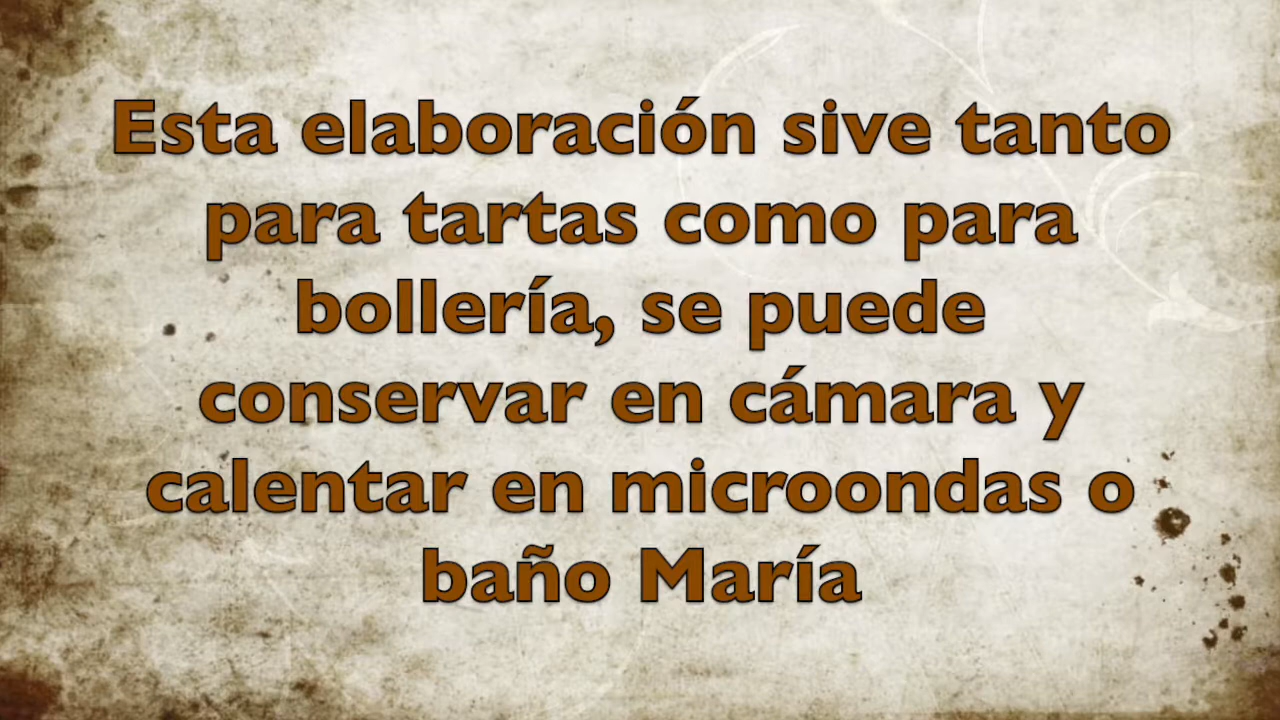 Esta elaboración sive tanto
para tartas como para
bollería, se puede
conservar en cámara y
calentar en microondas o
baño María